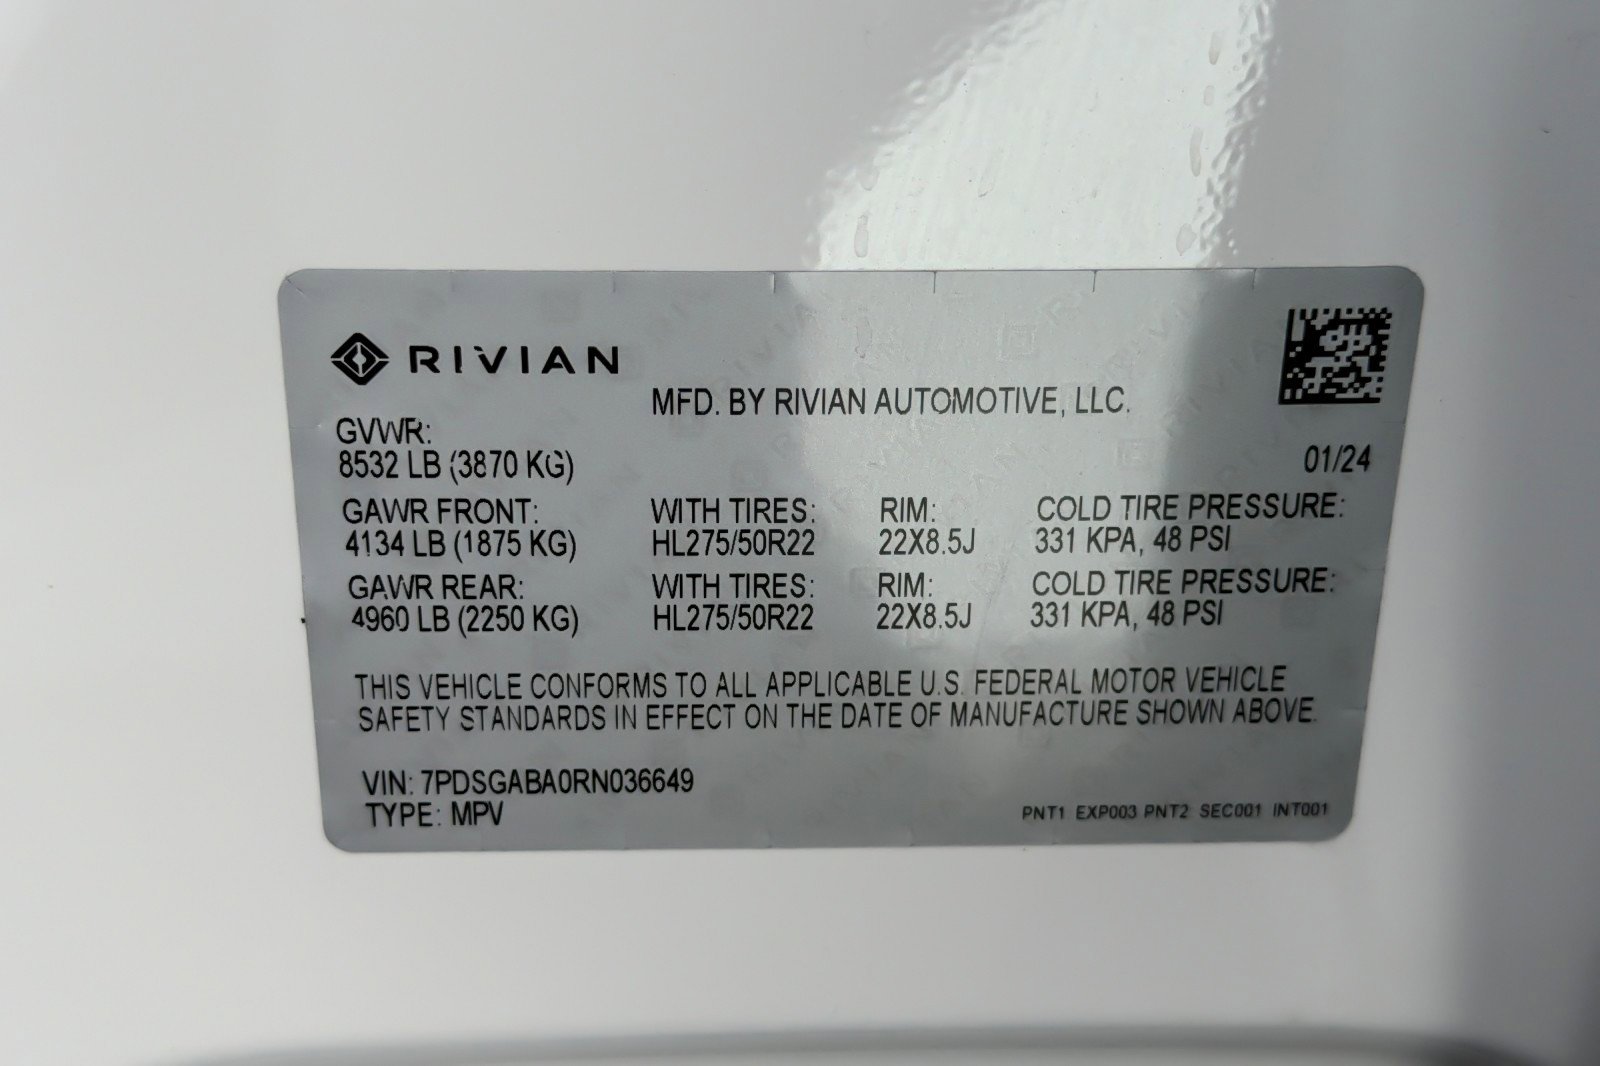 RIVIAN
MFD. BY RIVIAN AUTOMOTIVE, LLC.
GVWR:
8532 LB (3870 KG)
01/24
GAWR FRONT: WITH TIRES: RIM: COLD TIRE PRESSURE:
4134 LB (1875 KG) HL275/50R22 22X8.5J 331 KPA, 48 PSI
GAWR REAR: WITH TIRES: RIM: COLD TIRE PRESSURE:
4960 LB (2250 KG) HL275/50R22 22X8.5J 331 KPA, 48 PSI
THIS VEHICLE CONFORMS TO ALL APPLICABLE U.S. FEDERAL MOTOR VEHICLE
SAFETY STANDARDS IN EFFECT ON THE DATE OF MANUFACTURE SHOWN ABOVE.
VIN: 7PDSGABA0RN036649
TYPE: MPV
PNT1 EXP003 PNT2 SEC001 INT001